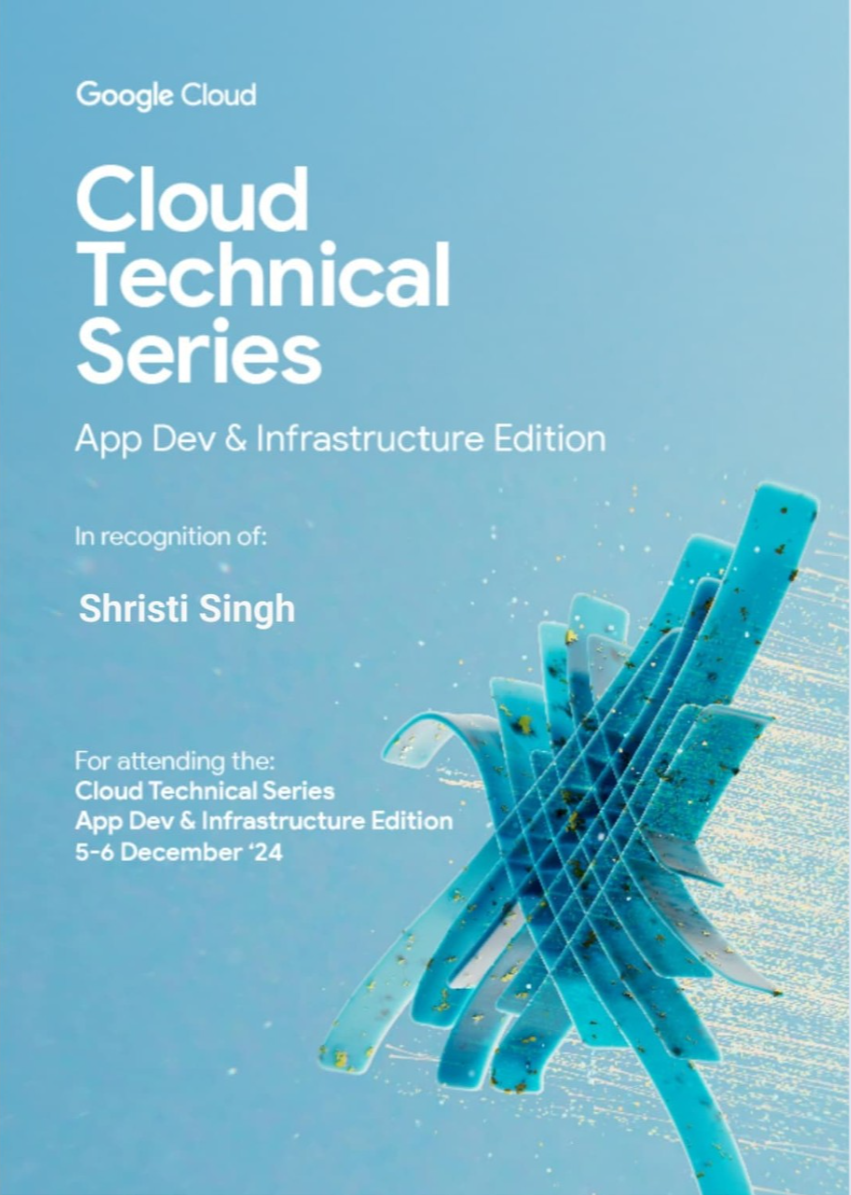 Google Cloud
Cloud
Technical
Series
App Dev & Infrastructure Edition
In recognition of:
Shristi Singh
For attending the:
Cloud Technical Series
App Dev & Infrastructure Edition
5-6 December ‘24